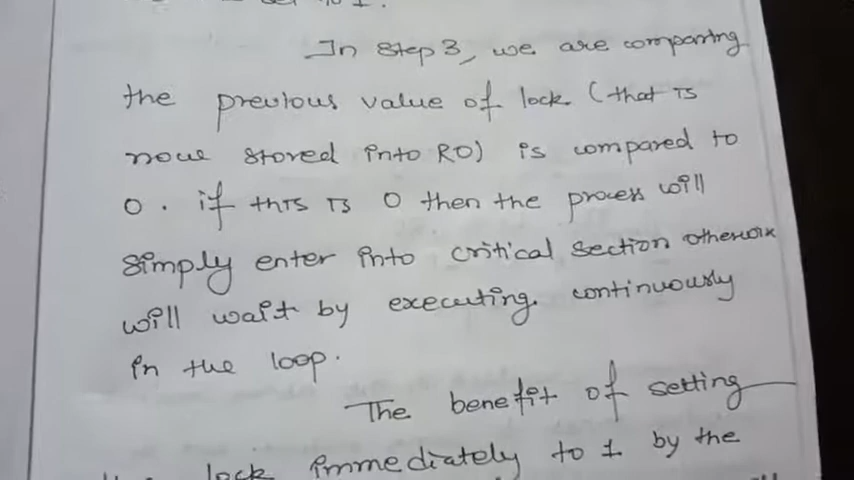 In step 3, we are comparing
the previous value of lock (that is
now stored into R0) is compared to
0. if this is 0 then the process will
simply enter into critical section otherwise
will wait by executing. continuously
in the loop.
The benefit of setting
lock immediately to 1 by the